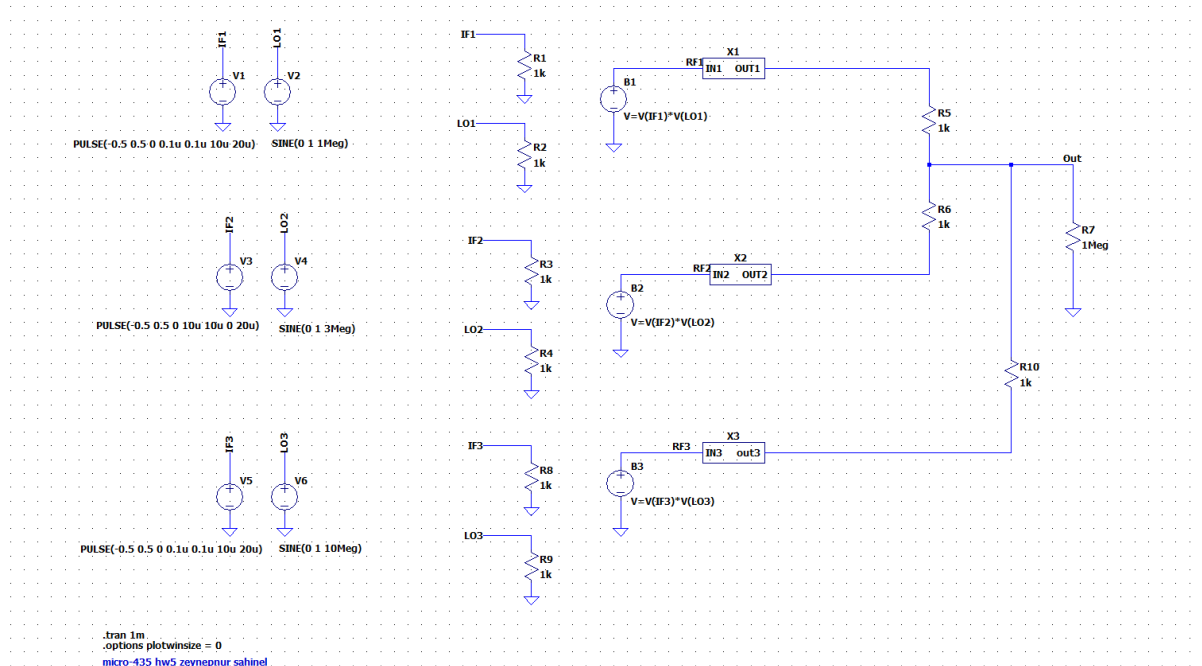 IF1
LO1
V1
V2
PULSE(-0.5 0.5 0 0.1u 0.1u 10u 20u)
SINE(0 1 1Meg)
IF1
R1
1k
LO1
R2
1k
B1
V=V(IF1)*V(LO1)
RF1
X1
IN1 OUT1
R5
1k
Out
IF2
LO2
V3
V4
PULSE(-0.5 0.5 0 10u 10u 0 20u)
SINE(0 1 3Meg)
IF2
R3
1k
LO2
R4
1k
B2
V=V(IF2)*V(LO2)
RF2
X2
IN2 OUT2
R6
1k
R7
1Meg
IF3
LO3
V5
V6
PULSE(-0.5 0.5 0 0.1u 0.1u 10u 20u)
SINE(0 1 10Meg)
IF3
R8
1k
LO3
R9
1k
B3
V=V(IF3)*V(LO3)
RF3
X3
IN3 out3
R10
1k
.tran 1m
.options plotwinsize = 0
micro-435 hw5 zeynepnur sahinel